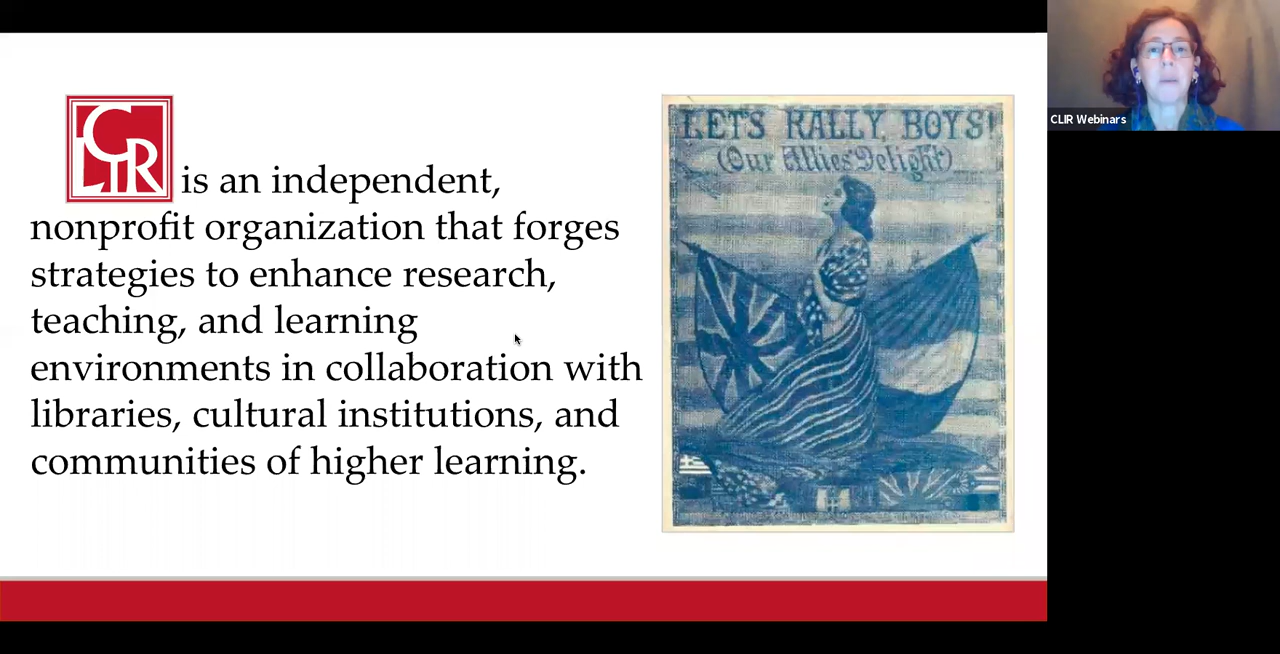 CLIR is an independent,
nonprofit organization that forges
strategies to enhance research,
teaching, and learning
environments in collaboration with
libraries, cultural institutions, and
communities of higher learning.
LET'S RALLY, BOYS!
(Our Allies' Delight)
CLIR Webinars